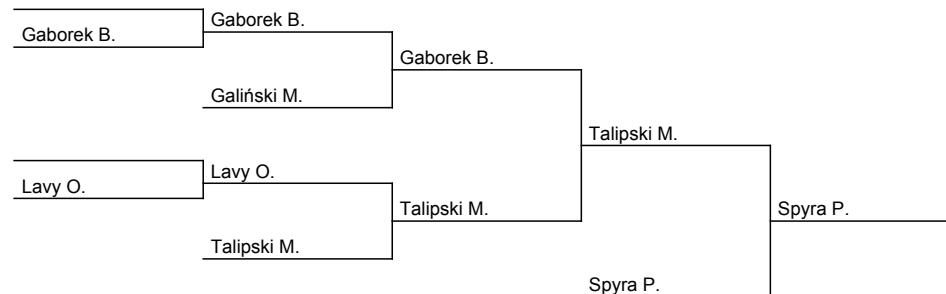 Gaborek B.
Gaborek B.
Gaborek B.
Galiński M.
Talipski M.
Lavy O.
Lavy O.
Talipski M.
Spyra P.
Talipski M.
Spyra P.